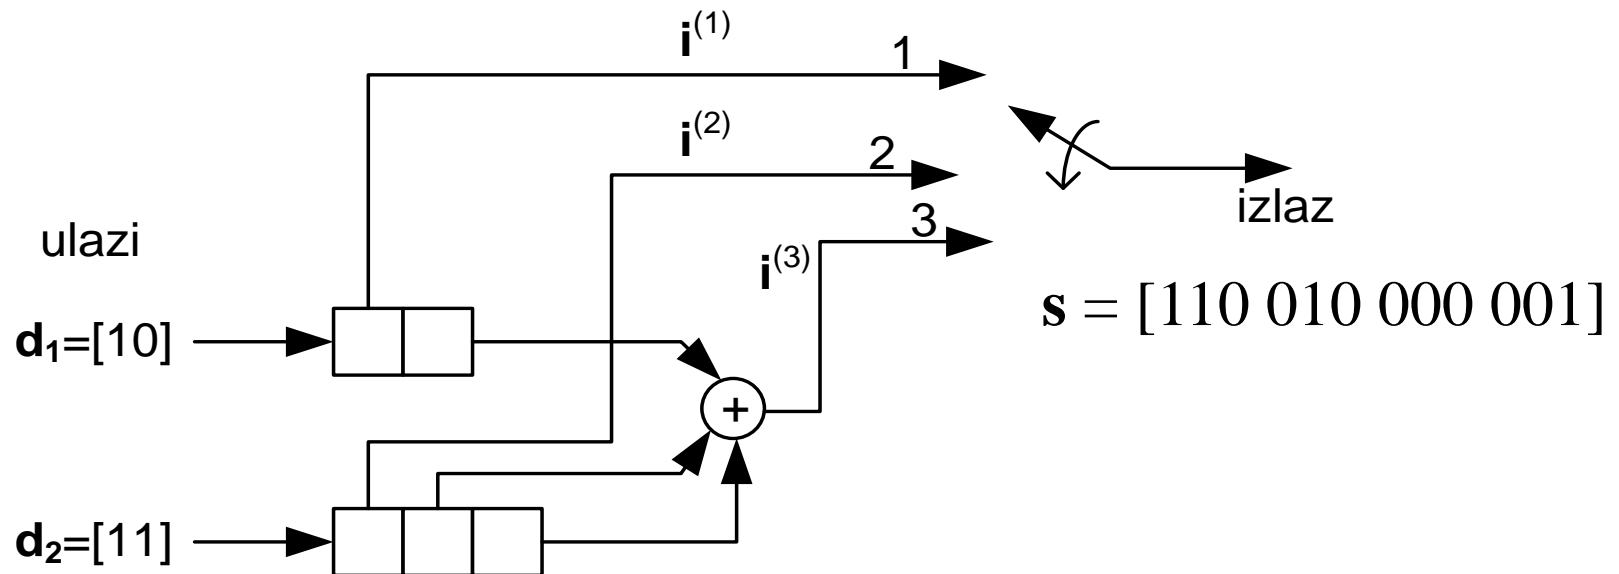 i(1)
1
i(2)
2
izlaz
3
ulazi
i(3)
s = [110 010 000 001]
d1=[10]
+
d2=[11]